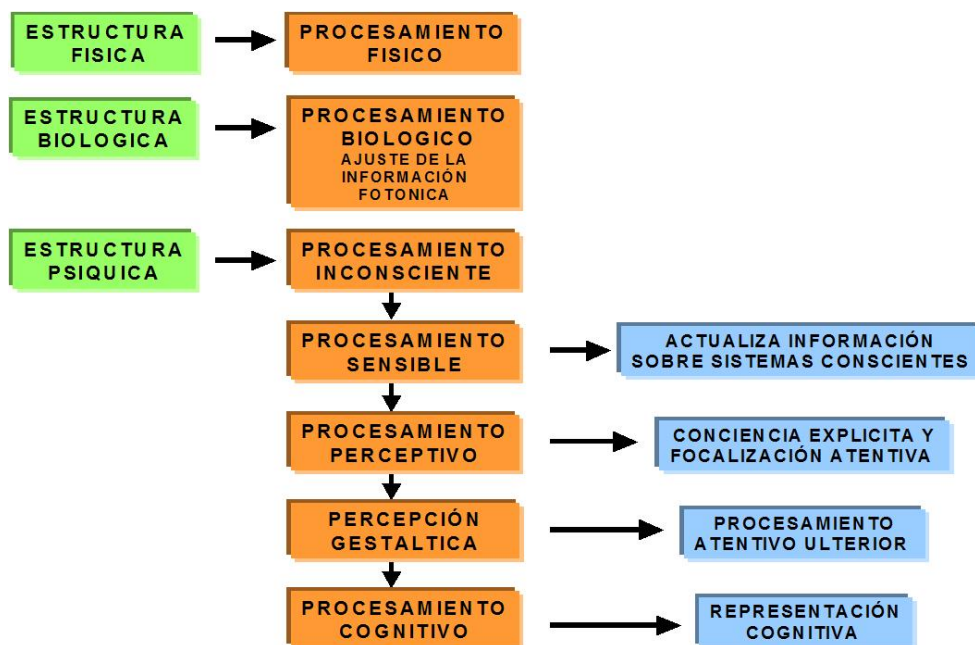 ESTRUCTURA
FISICA
PROCESAMIENTO
FISICO
ESTRUCTURA
BIOLOGICA
PROCESAMIENTO
BIOLOGICO
AJUSTE DE LA
INFORMACIÓN
FOTONICA
ESTRUCTURA
PSIQUICA
PROCESAMIENTO
INCONSCIENTE
PROCESAMIENTO
SENSIBLE
ACTUALIZA INFORMACIÓN
SOBRE SISTEMAS CONSCIENTES
PROCESAMIENTO
PERCEPTIVO
CONCIENCIA EXPLICITA Y
FOCALIZACIÓN ATENTIVA
PERCEPCIÓN
GESTALTICA
PROCESAMIENTO
ATENTIVO ULTERIOR
PROCESAMIENTO
COGNITIVO
REPRESENTACIÓN
COGNITIVA